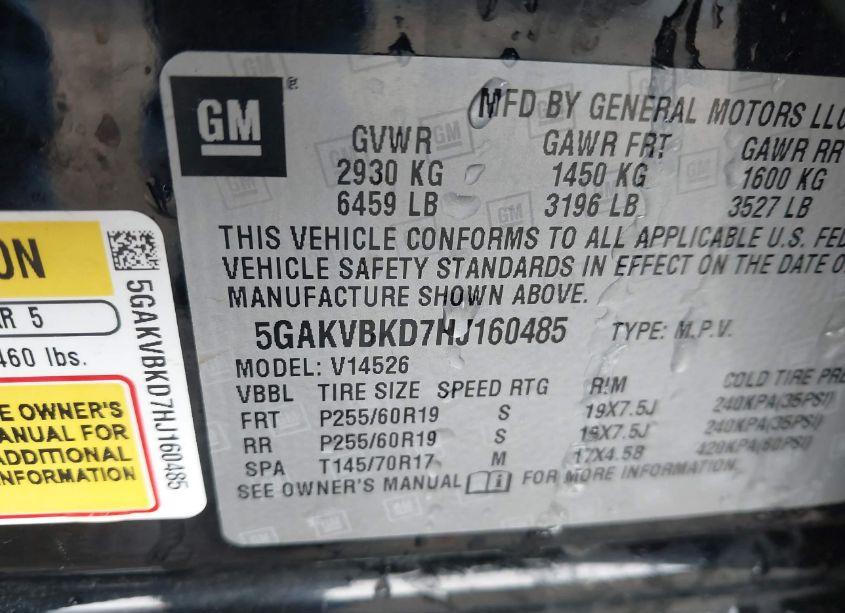 GM
MFD BY GENERAL MOTORS LLC
GVWR GAWR FRT GAWR RR
2930 KG 1450 KG 1600 KG
6459 LB 3196 LB 3527 LB
THIS VEHICLE CONFORMS TO ALL APPLICABLE U.S. FED
VEHICLE SAFETY STANDARDS IN EFFECT ON THE DATE O
MANUFACTURE SHOWN ABOVE.
5GAKVBKD7HJ160485 TYPE: M.P.V.
MODEL: V14526
VBBL TIRE SIZE SPEED RTG RIM COLD TIRE PRE
FRT P255/60R19 S 19X7.5J 240KPA(35PSI)
RR P255/60R19 S 19X7.5J 240KPA(35PSI)
SPA T145/70R17 M 17X4.5B 420KPA(60PSI)
SEE OWNER'S MANUAL FOR MORE INFORMATION.
ON
R 5
460 lbs.
E OWNER'S
ANUAL FOR
ADDITIONAL
NFORMATION
5GAKVBKD7HJ160485